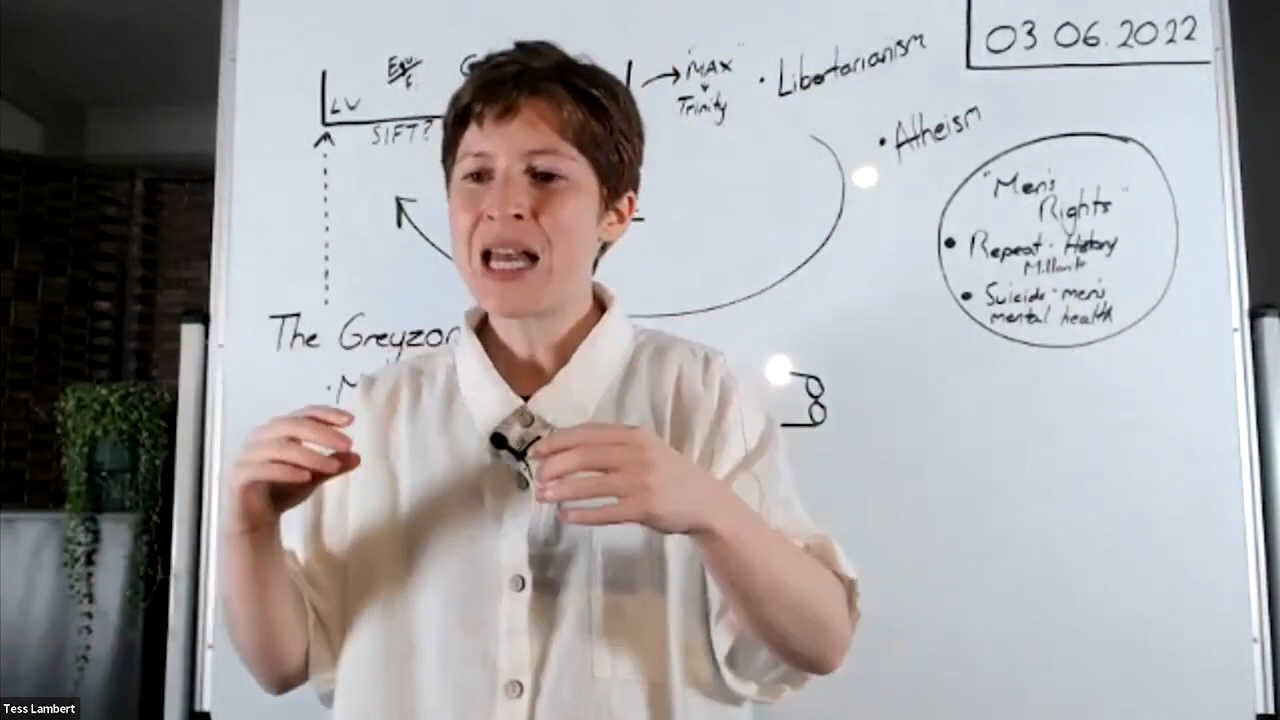 03 06.2022
LV
SIFT?
"MAX"
Trinity
• Libertarianism
• Atheism
"Men's
Rights"
• Repeat - History
• Suicide - men's
mental health
The Greyzon
Tess Lambert